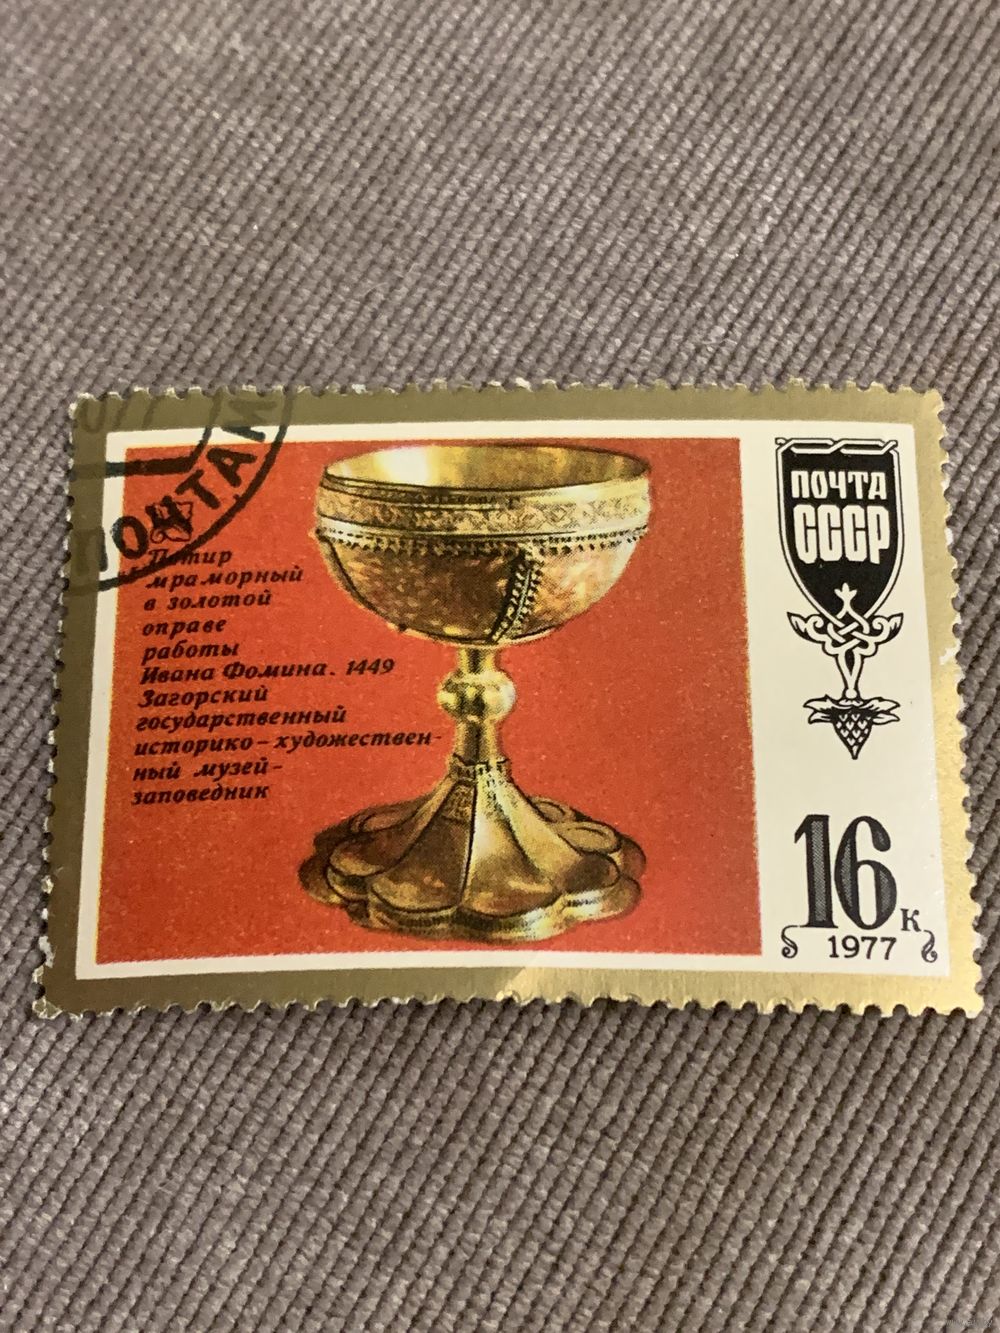 ПОЧТАМ
Потир
мраморный
в золотой
оправе
работы
Ивана Фомина. 1449
Загорский
государственный
историко-художествен-
ный музей-
заповедник
ПОЧТА
СССР
16 к
1977